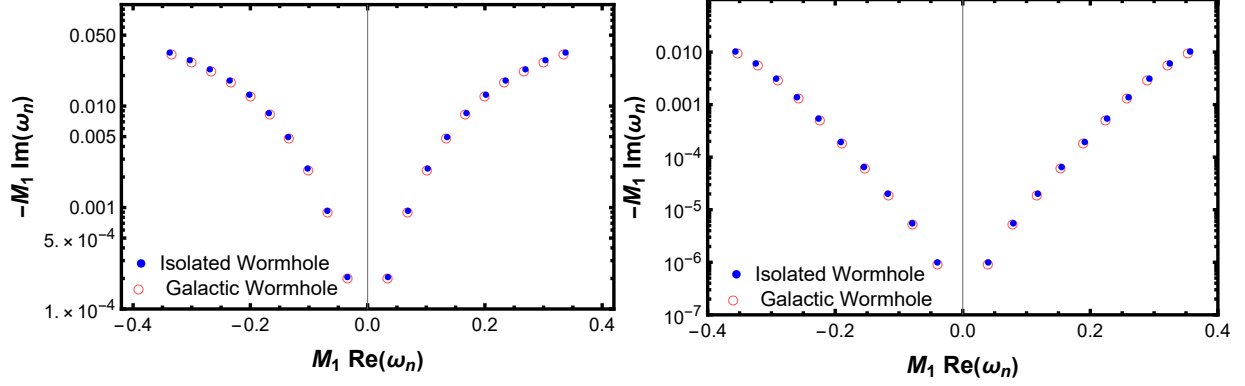 −M₁ Im(ωₙ)
0.050
0.010
0.005
0.001
5. × 10⁻⁴
1. × 10⁻⁴
Isolated Wormhole
Galactic Wormhole
−0.4 −0.2 0.0 0.2 0.4
M₁ Re(ωₙ)
−M₁ Im(ωₙ)
0.010
0.001
10⁻⁴
10⁻⁵
10⁻⁶
10⁻⁷
Isolated Wormhole
Galactic Wormhole
−0.4 −0.2 0.0 0.2 0.4
M₁ Re(ωₙ)